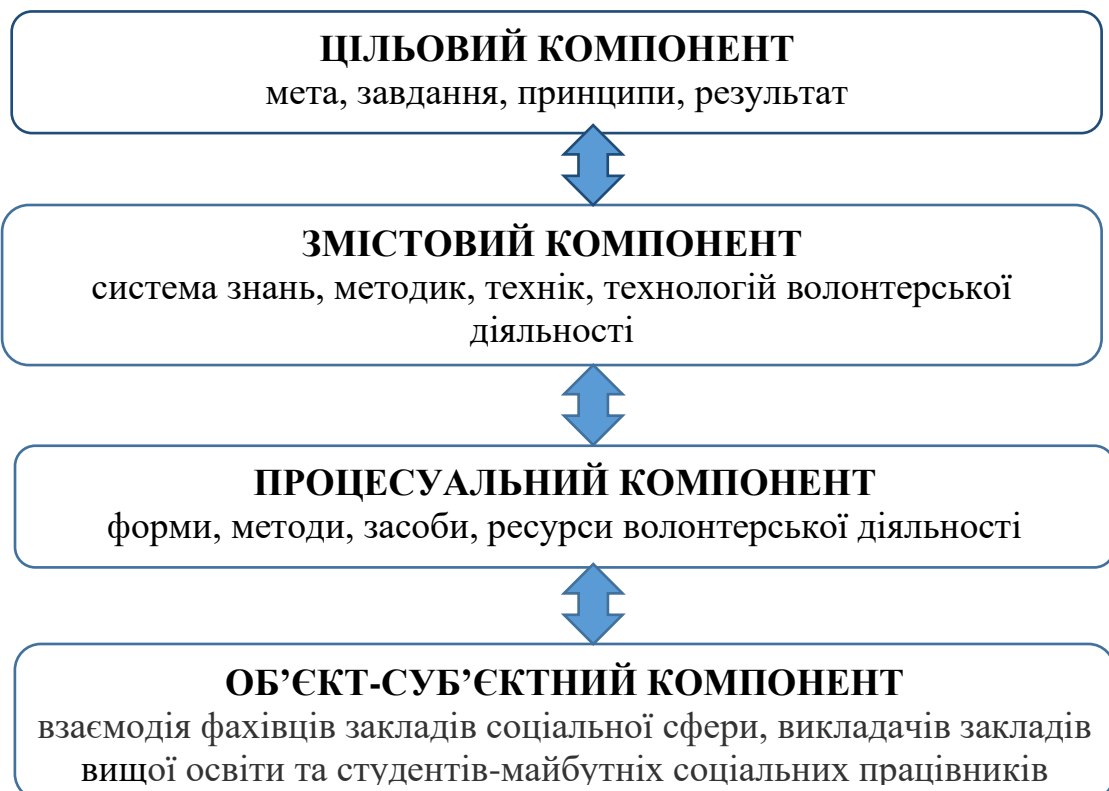 ЦІЛЬОВИЙ КОМПОНЕНТ
мета, завдання, принципи, результат
ЗМІСТОВИЙ КОМПОНЕНТ
система знань, методик, технік, технологій волонтерської
діяльності
ПРОЦЕСУАЛЬНИЙ КОМПОНЕНТ
форми, методи, засоби, ресурси волонтерської діяльності
ОБ’ЄКТ-СУБ’ЄКТНИЙ КОМПОНЕНТ
взаємодія фахівців закладів соціальної сфери, викладачів закладів
вищої освіти та студентів-майбутніх соціальних працівників